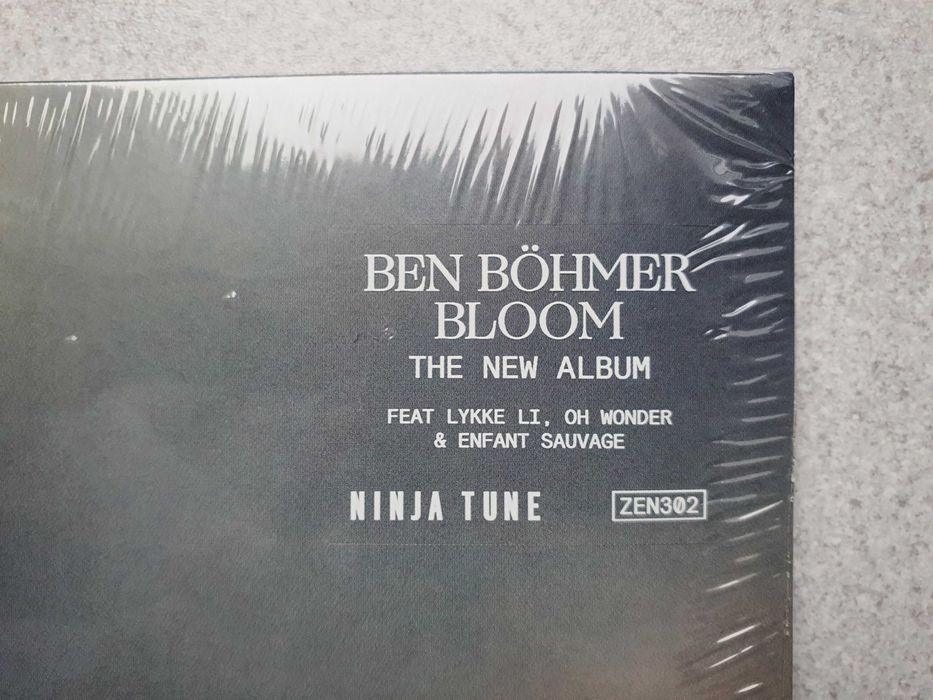 BEN BÖHMER
BLOOM
THE NEW ALBUM
FEAT LYKKE LI, OH WONDER
& ENFANT SAUVAGE
NINJA TUNE ZEN302